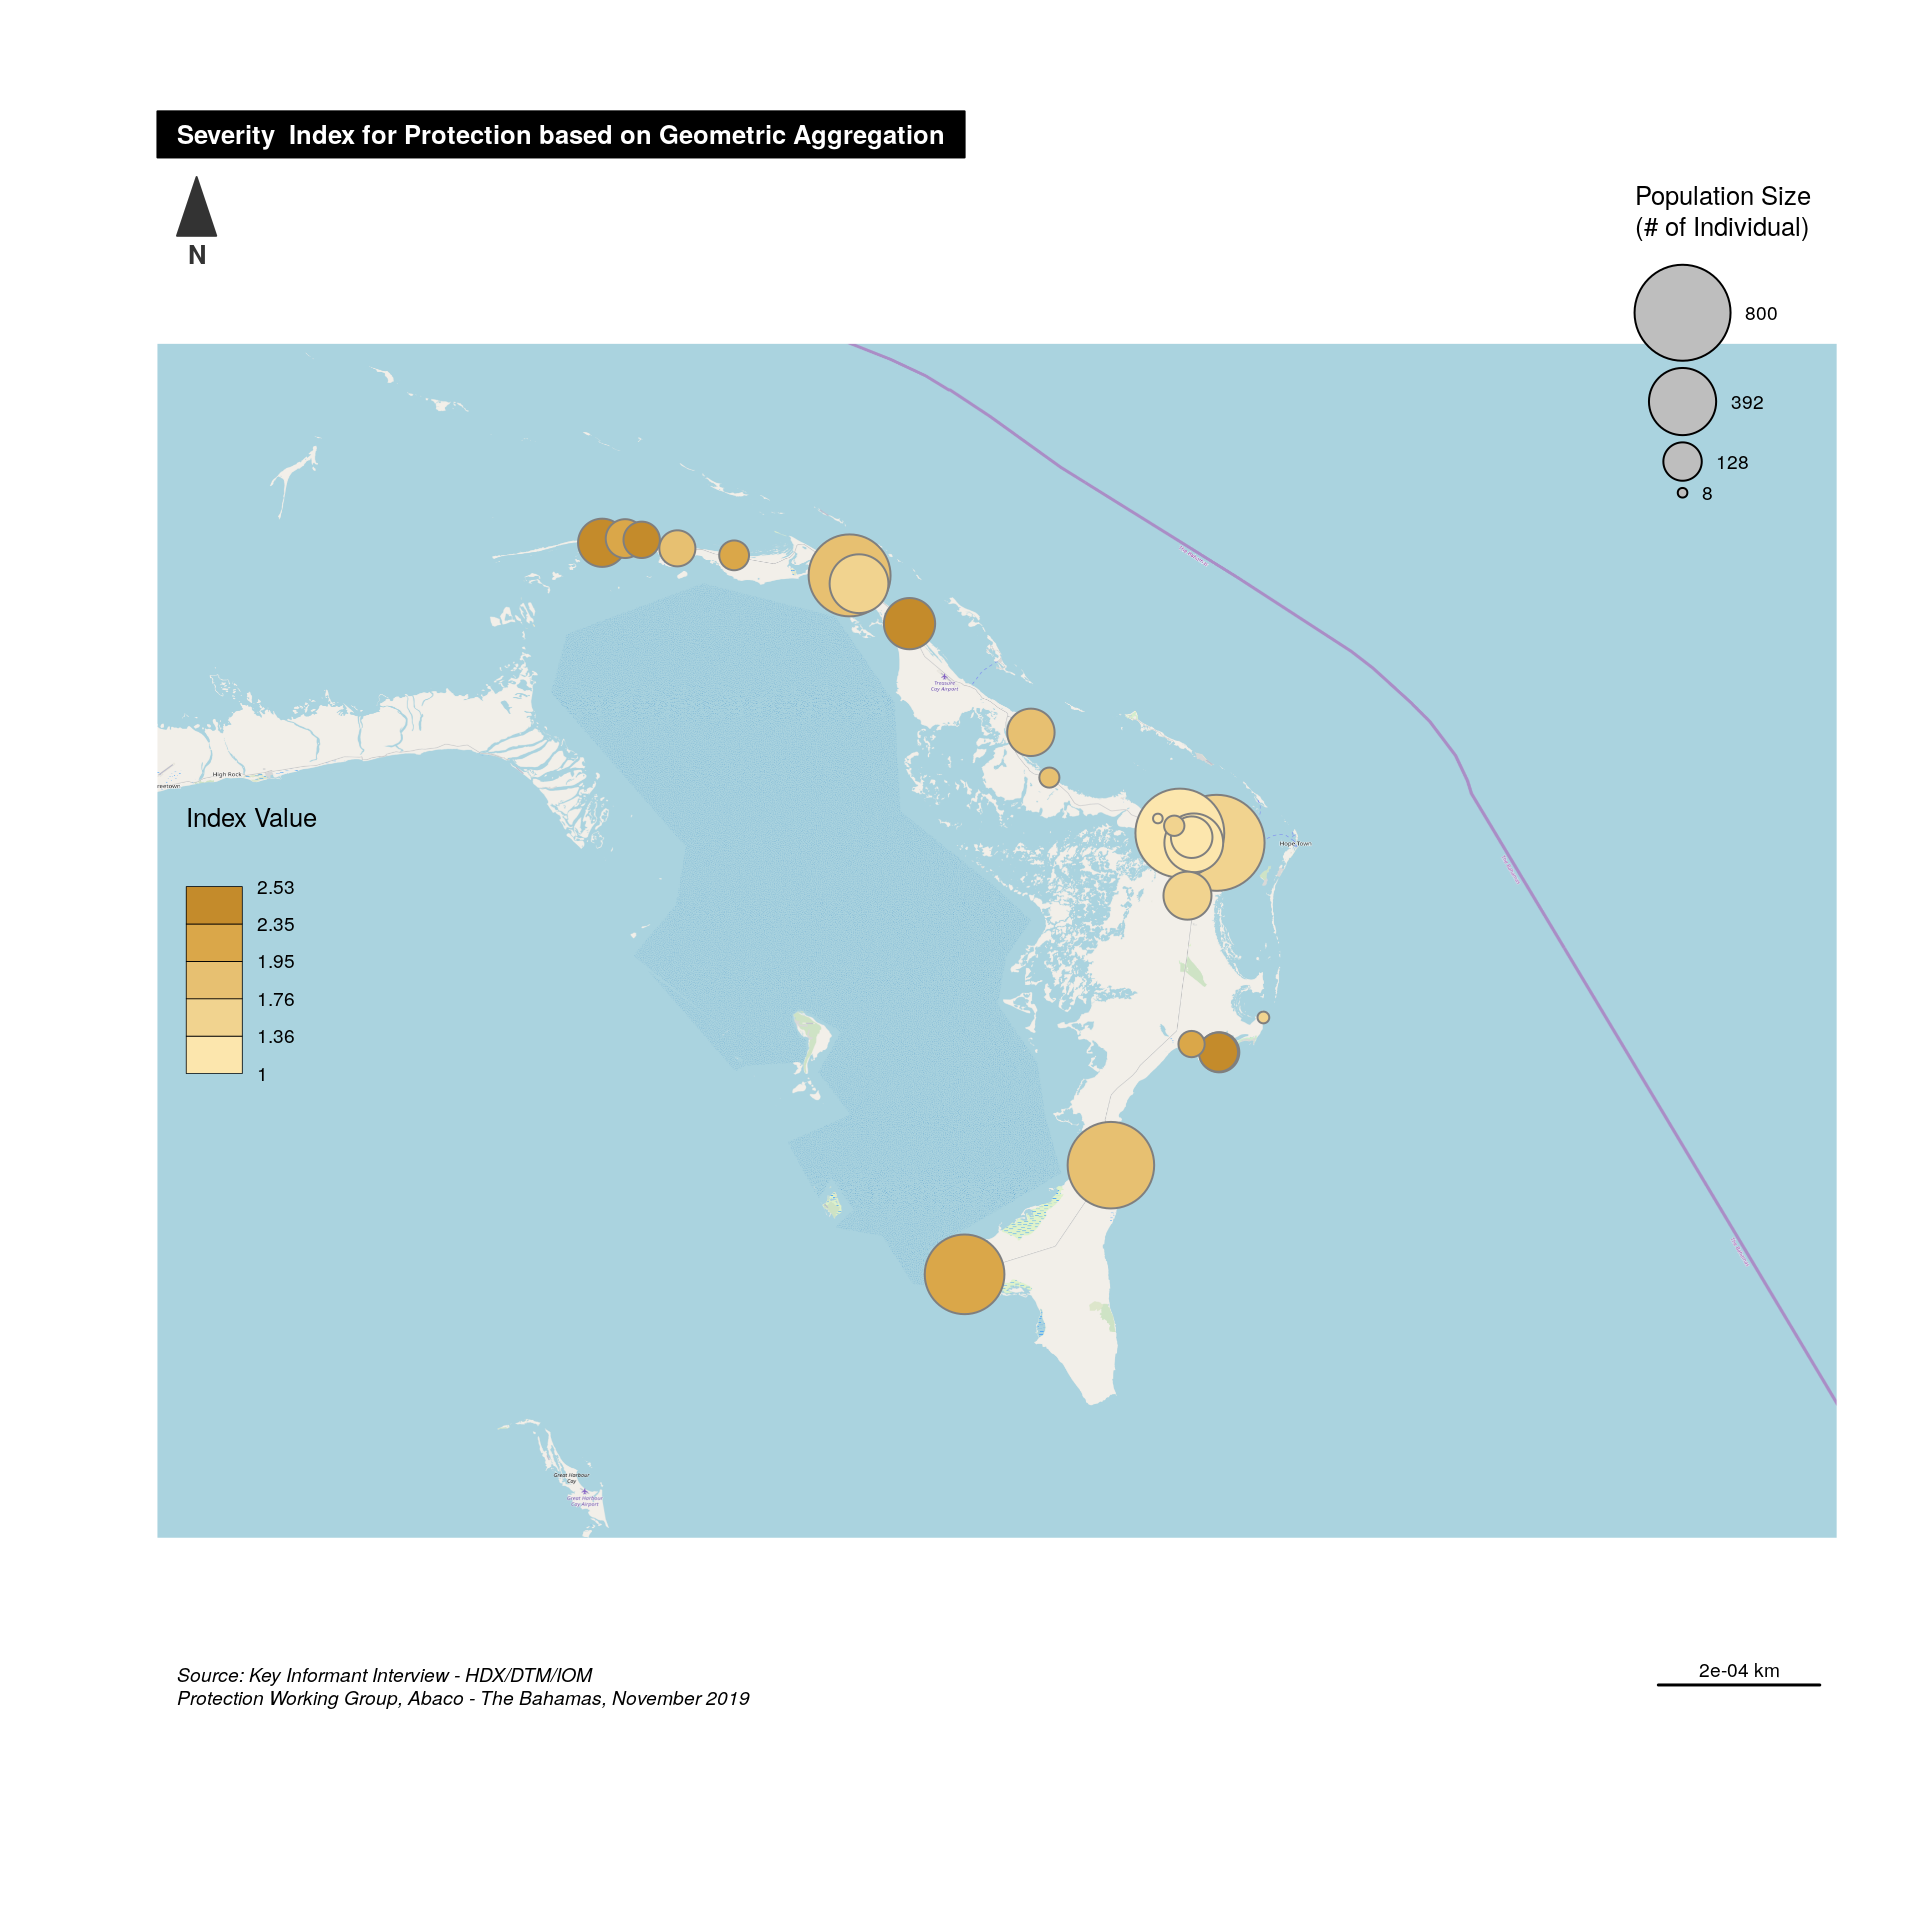 Severity  Index for Protection based on Geometric Aggregation
N
Population Size
(# of Individual)
800
392
128
8
Treasure
Cay Airport
High Rock
Index Value
2.53
2.35
1.95
1.76
1.36
1
Hope Town
Great Harbour
Cay
Great Harbour
Cay Airport
Source: Key Informant Interview - HDX/DTM/IOM
Protection Working Group, Abaco - The Bahamas, November 2019
2e-04 km